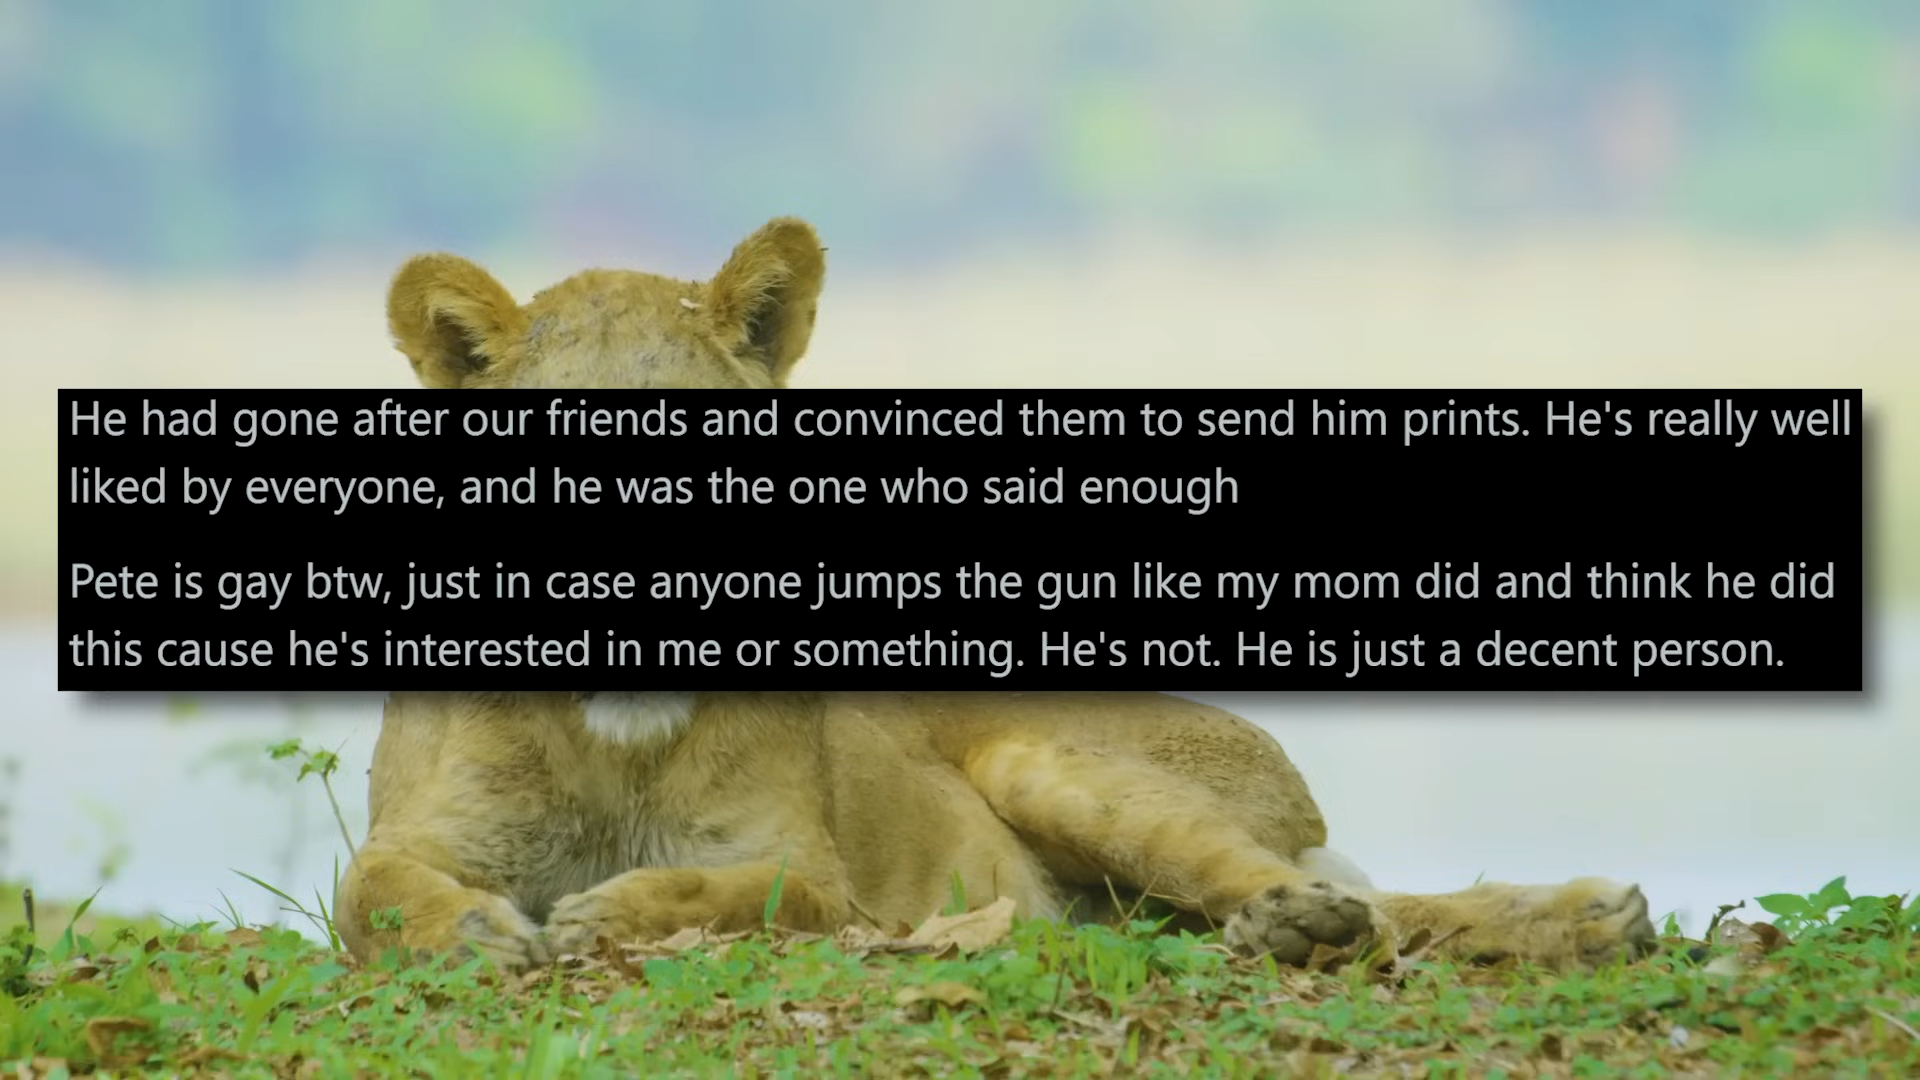 He had gone after our friends and convinced them to send him prints. He's really well
liked by everyone, and he was the one who said enough
Pete is gay btw, just in case anyone jumps the gun like my mom did and think he did
this cause he's interested in me or something. He's not. He is just a decent person.